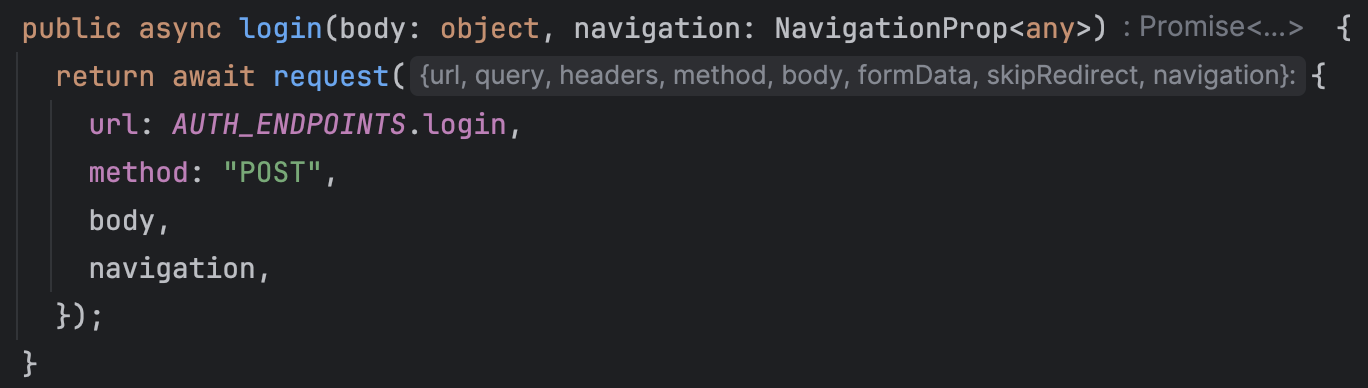 public async login(body: object, navigation: NavigationProp<any>) : Promise<...> {
return await request( {url, query, headers, method, body, formData, skipRedirect, navigation}: {
url: AUTH_ENDPOINTS.login,
method: "POST",
body,
navigation,
});
}